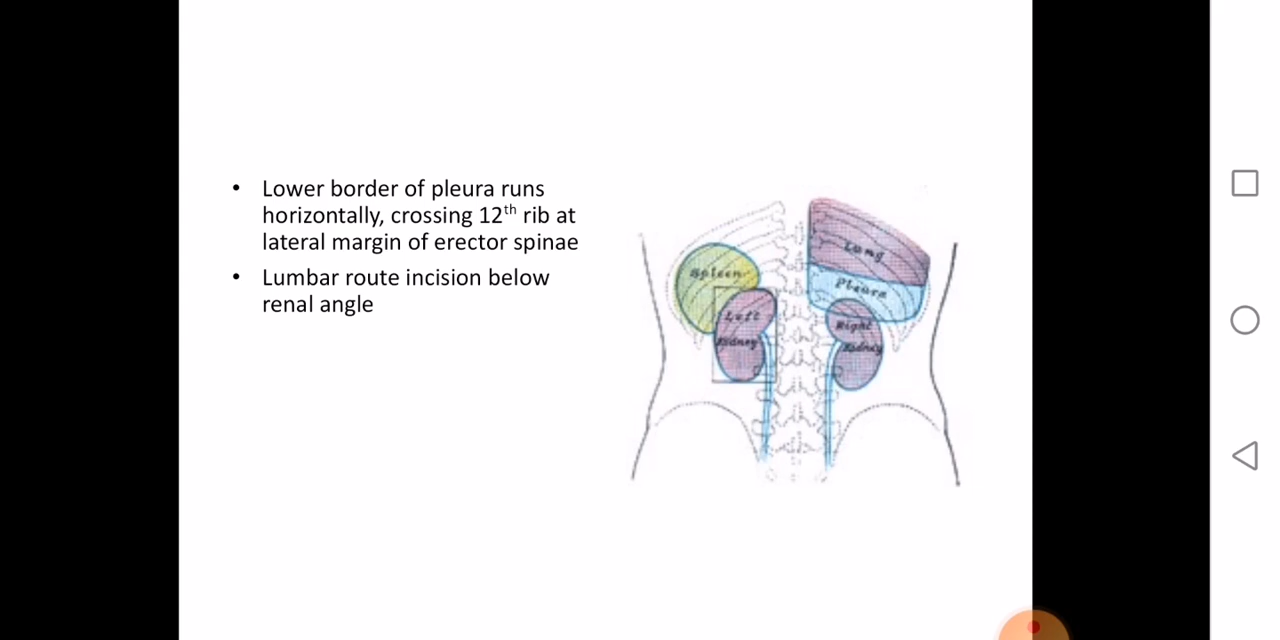 • Lower border of pleura runs
horizontally, crossing 12th rib at
lateral margin of erector spinae
• Lumbar route incision below
renal angle
Lung
Spleen
Pleura
Left
Kidney
Right
Kidney